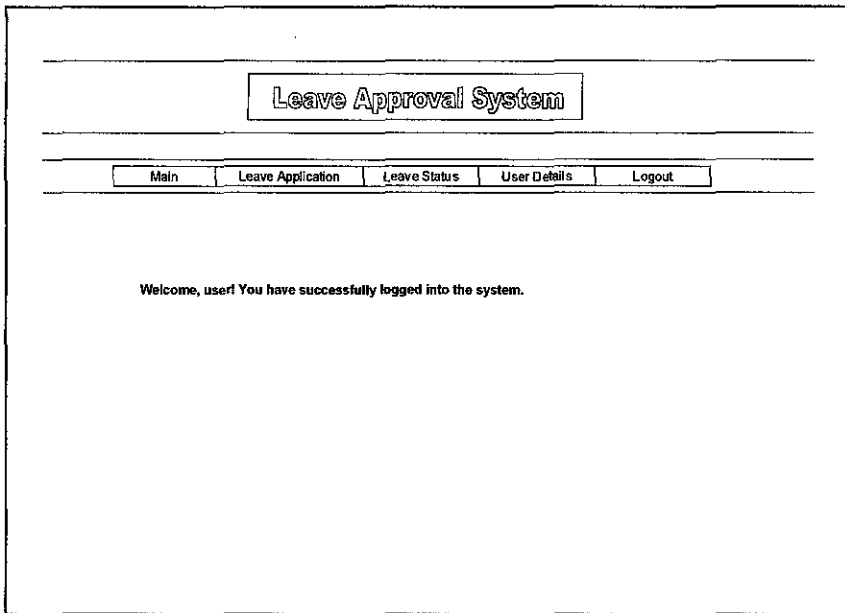 Leave Approval System
Main Leave Application Leave Status User Details Logout
Welcome, user! You have successfully logged into the system.